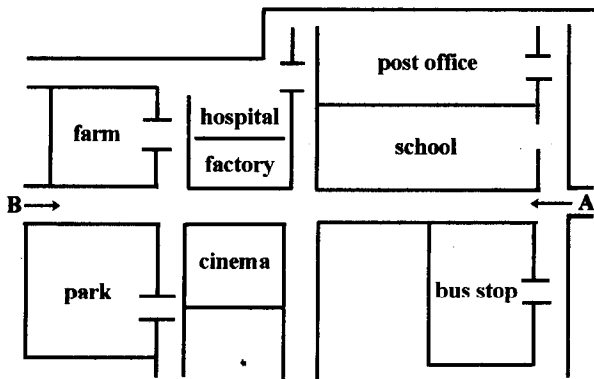 post office
hospital
farm
factory
school
B
A
cinema
park
bus stop